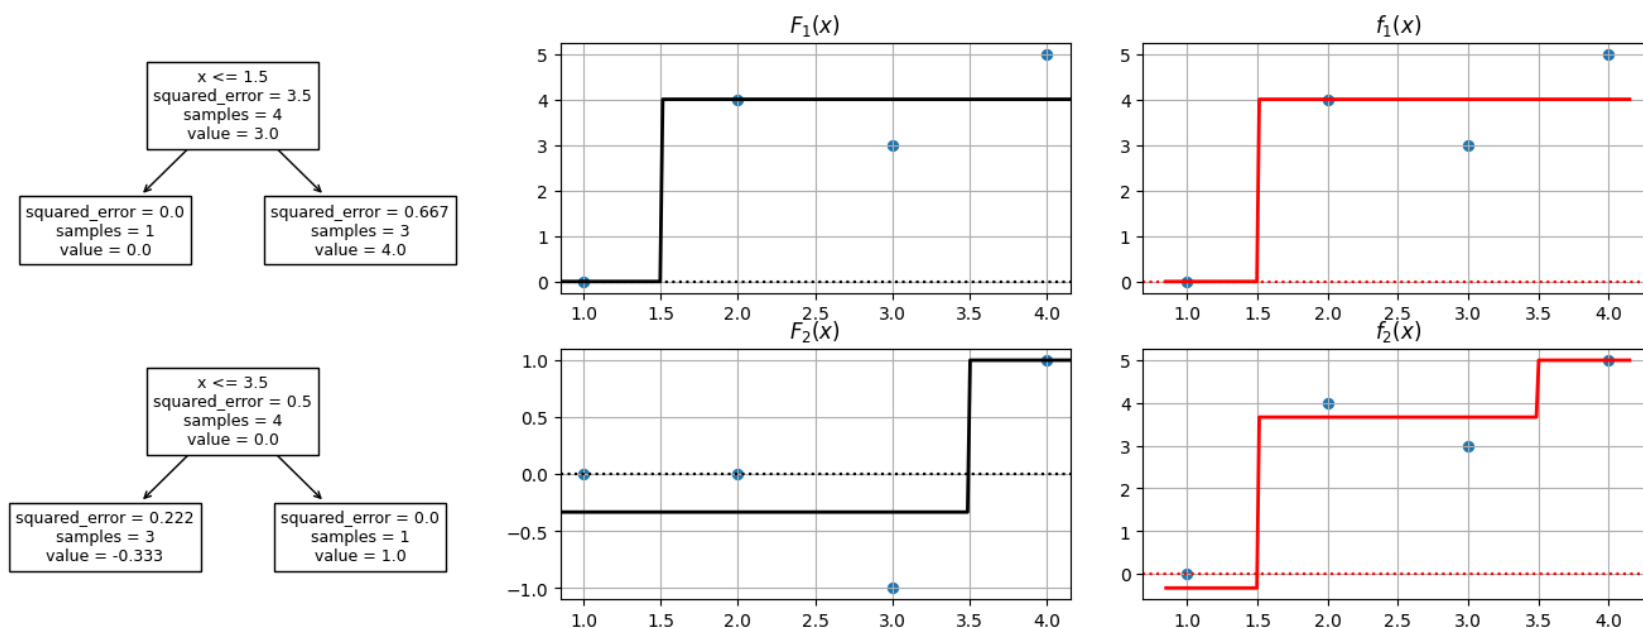 x <= 1.5
squared_error = 3.5
samples = 4
value = 3.0
squared_error = 0.0
samples = 1
value = 0.0
squared_error = 0.667
samples = 3
value = 4.0
F₁(x)
5
4
3
2
1
0
1.0 1.5 2.0 2.5 3.0 3.5 4.0
f₁(x)
5
4
3
2
1
0
1.0 1.5 2.0 2.5 3.0 3.5 4.0
x <= 3.5
squared_error = 0.5
samples = 4
value = 0.0
squared_error = 0.222
samples = 3
value = -0.333
squared_error = 0.0
samples = 1
value = 1.0
F₂(x)
1.0
0.5
0.0
−0.5
−1.0
1.0 1.5 2.0 2.5 3.0 3.5 4.0
f₂(x)
5
4
3
2
1
0
1.0 1.5 2.0 2.5 3.0 3.5 4.0